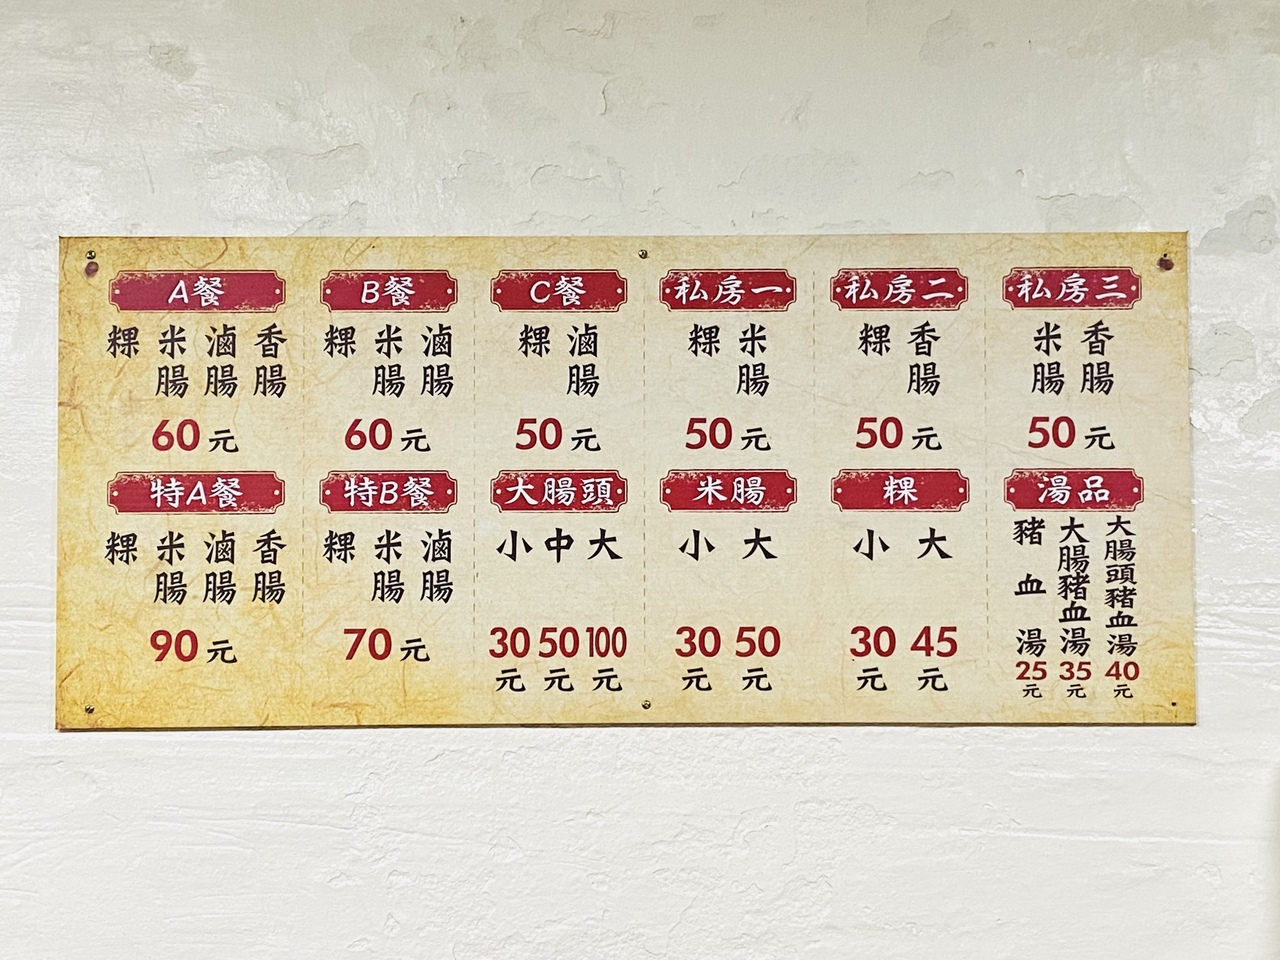 A餐
粿 米腸 滷腸 香腸
60元
B餐
粿 米腸 滷腸
60元
C餐
粿 滷腸
50元
私房一
粿 米腸
50元
私房二
粿 香腸
50元
私房三
米腸 香腸
50元
特A餐
粿 米腸 滷腸 香腸
90元
特B餐
粿 米腸 滷腸
70元
大腸頭
小 中 大
30 50 100
元 元 元
米腸
小 大
30 50
元 元
粿
小 大
30 45
元 元
湯品
豬血湯 大腸豬血湯 大腸頭豬血湯
25 35 40
元 元 元